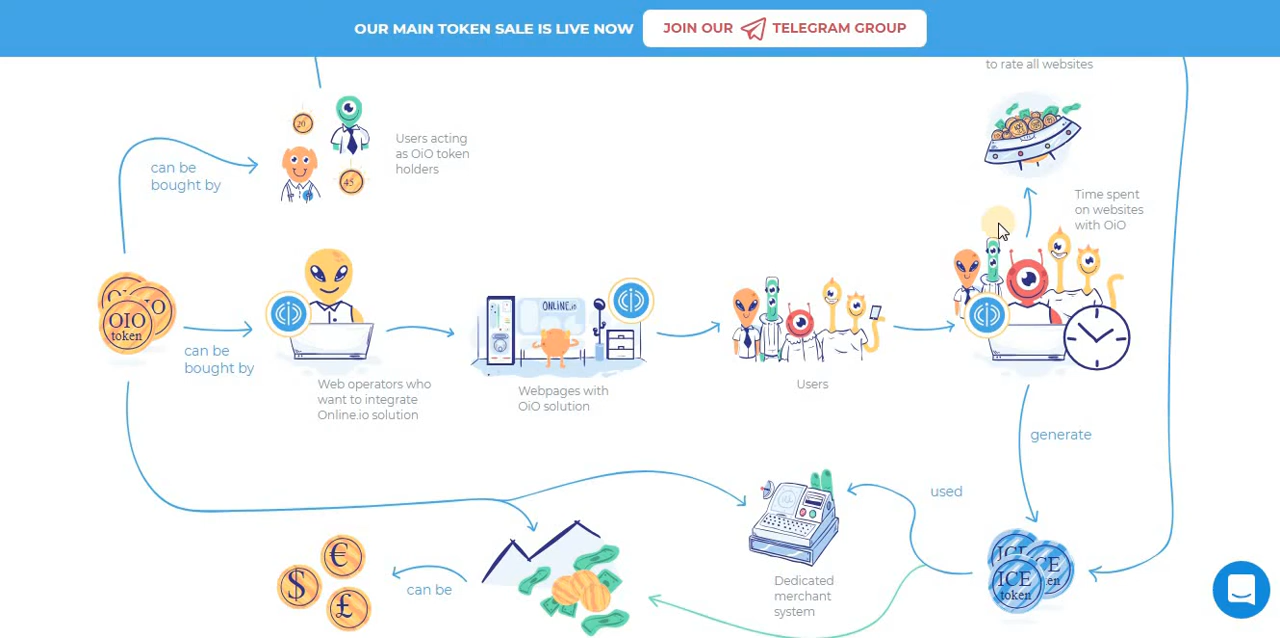 OUR MAIN TOKEN SALE IS LIVE NOW
JOIN OUR TELEGRAM GROUP
to rate all websites
20
45
Users acting
as OiO token
holders
can be
bought by
Time spent
on websites
with OiO
OIO
token
can be
bought by
Web operators who
want to integrate
Online.io solution
ONLINE.io
Webpages with
OiO solution
Users
generate
used
Dedicated
merchant
system
ICE
token
can be
€
$
£